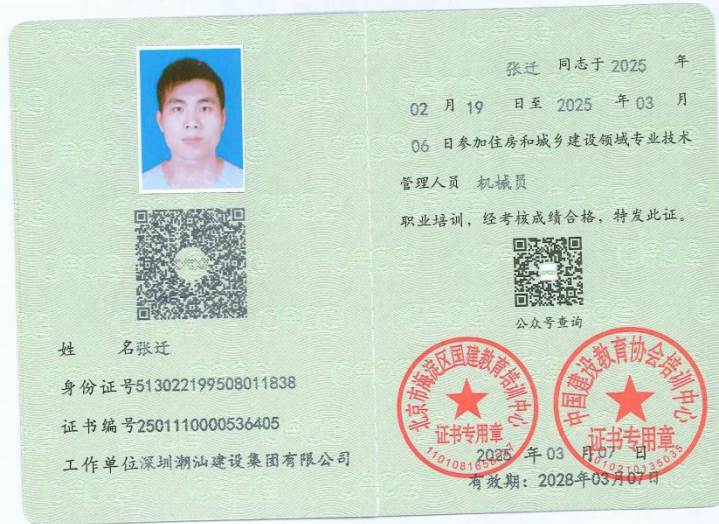 姓 名张迁
身份证号513022199508011838
证书编号2501110000536405
工作单位深圳潮汕建设集团有限公司
张迁 同志于 2025 年
02 月 19 日至 2025 年 03 月
06 日参加住房和城乡建设领域专业技术
管理人员 机械员
职业培训，经考核成绩合格，特发此证。
公众号查询
北京市海淀区国建教育培训中心
证书专用章
中国建设教育协会培训中心
证书专用章
2025 年 03 月 07 日
有效期：2028年03月07日